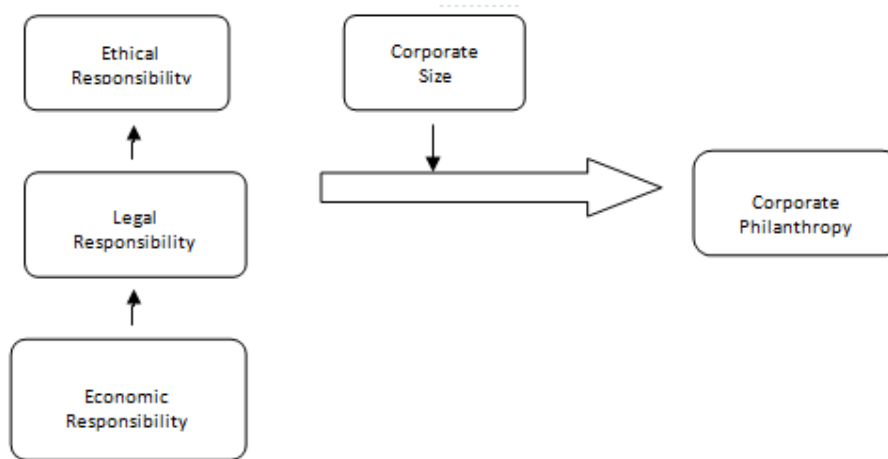 Ethical
Responsibility
Corporate
Size
Legal
Responsibility
Corporate
Philanthropy
Economic
Responsibility